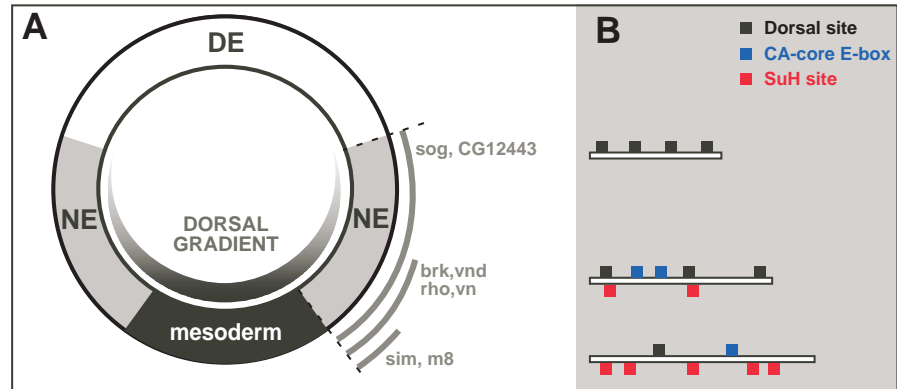 A
DE
NE
NE
DORSAL
GRADIENT
mesoderm
sog, CG12443
brk,vnd
rho,vn
sim, m8
B
Dorsal site
CA-core E-box
SuH site